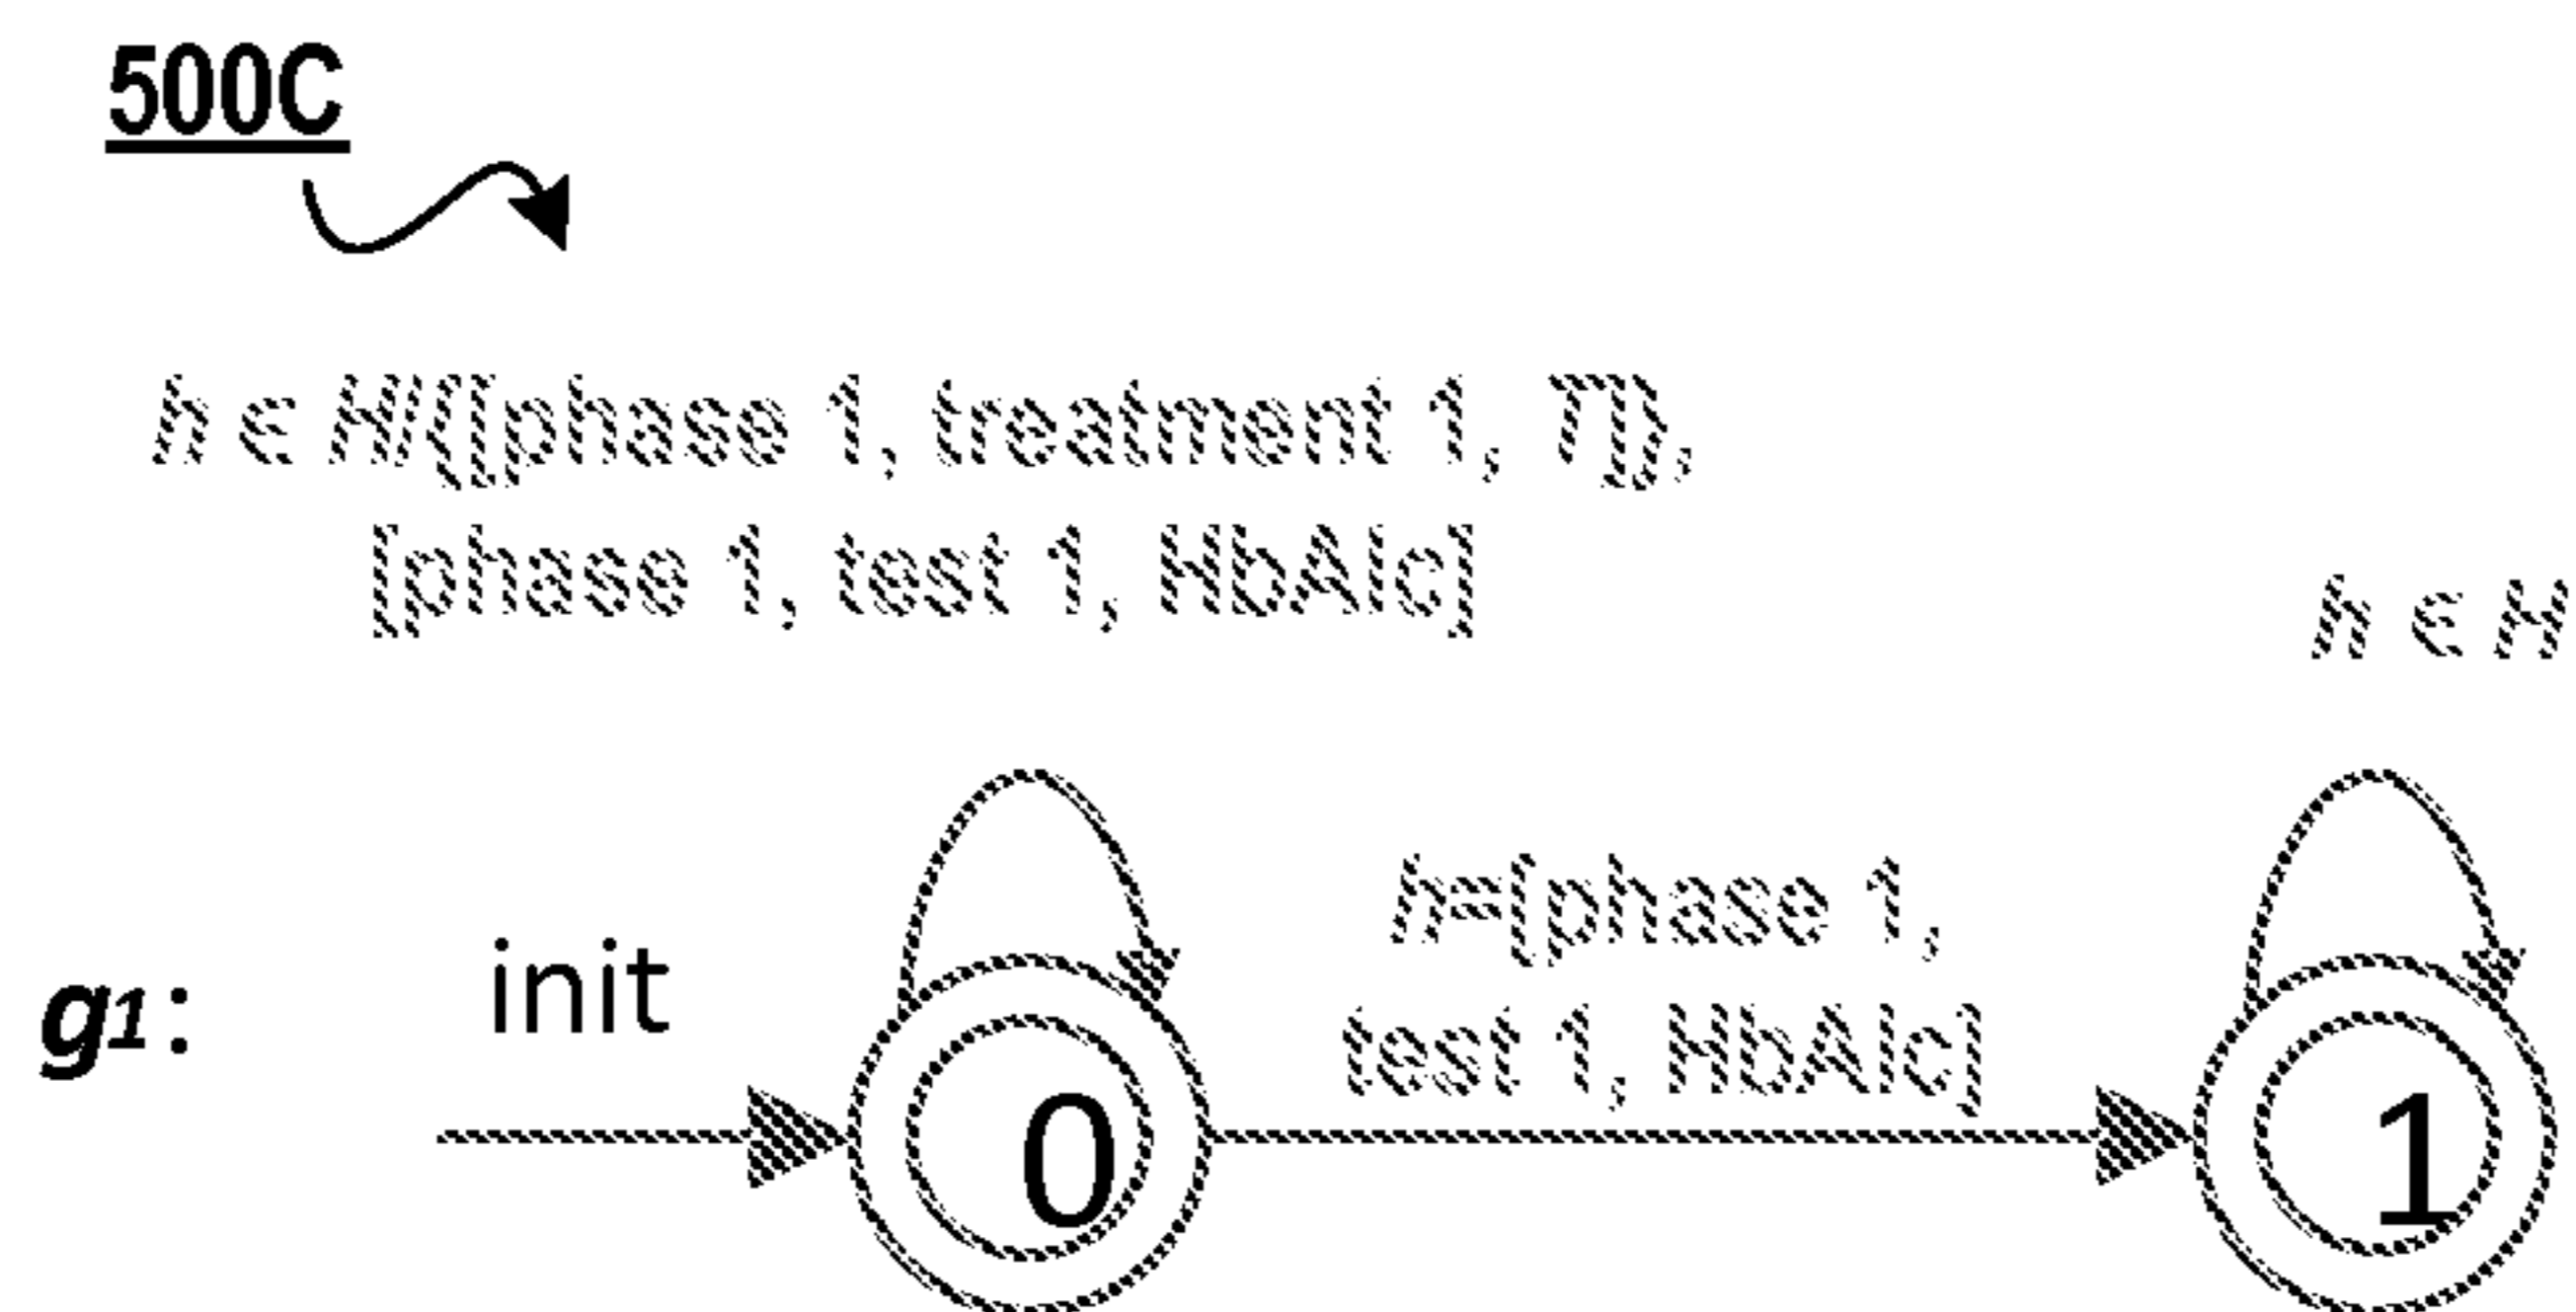 500C
h ∈ H/{[phase 1, treatment 1, T]},
[phase 1, test 1, HbAlc]
h ∈ H
h=[phase 1,
test 1, HbAlc]
g1: init
0
1